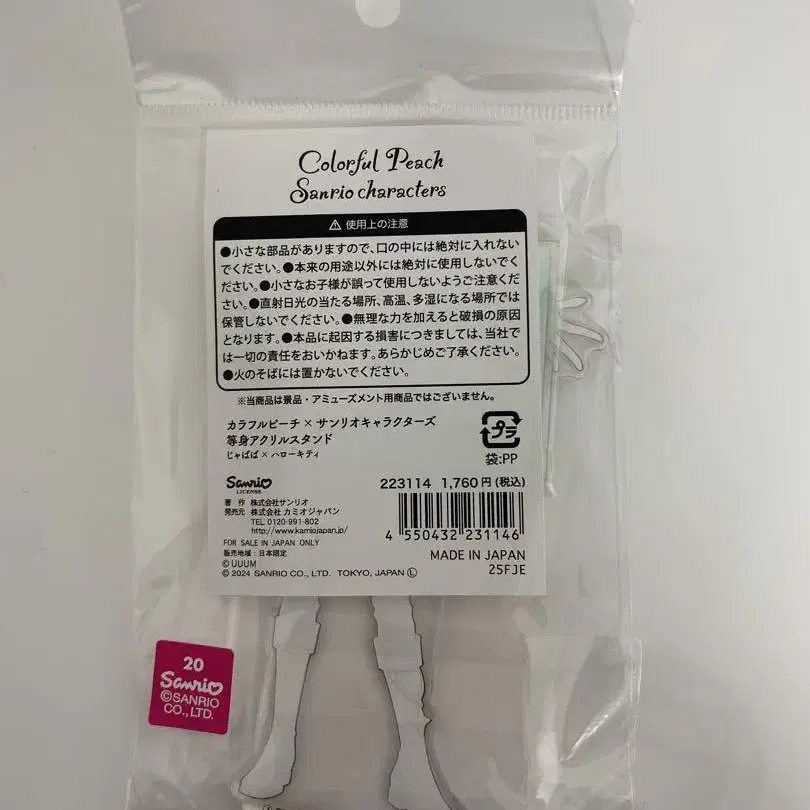 Colorful Peach
Sanrio characters
⚠ 使用上の注意
●小さな部品がありますので、口の中には絶対に入れない
でください。●本来の用途以外には絶対に使用しないでく
ださい。●小さなお子様が誤って使用しないようご注意くだ
さい。●直射日光の当たる場所、高温、多湿になる場所では
保管しないでください。●無理な力を加えると破損の原因
となります。●本品に起因する損害につきましては、当社で
は一切の責任をおいかねます。あらかじめご了承ください。
●火のそばには置かないでください。
※当商品は景品・アミューズメント用商品ではございません。
カラフルピーチ × サンリオキャラクターズ
等身アクリルスタンド
じゃぱぱ × ハローキティ
プラ
袋:PP
Sanrio
LICENSE
223114 1,760円(税込)
著 作 株式会社サンリオ
発売元 株式会社 カミオジャパン
TEL 0120-991-802
http://www.kamiojapan.jp/
4 550432 231146
FOR SALE IN JAPAN ONLY
販売地域:日本限定
© UUUM
© 2024 SANRIO CO., LTD. TOKYO, JAPAN Ⓛ
MADE IN JAPAN
25FJE
20
Sanrio
©SANRIO
CO.,LTD.